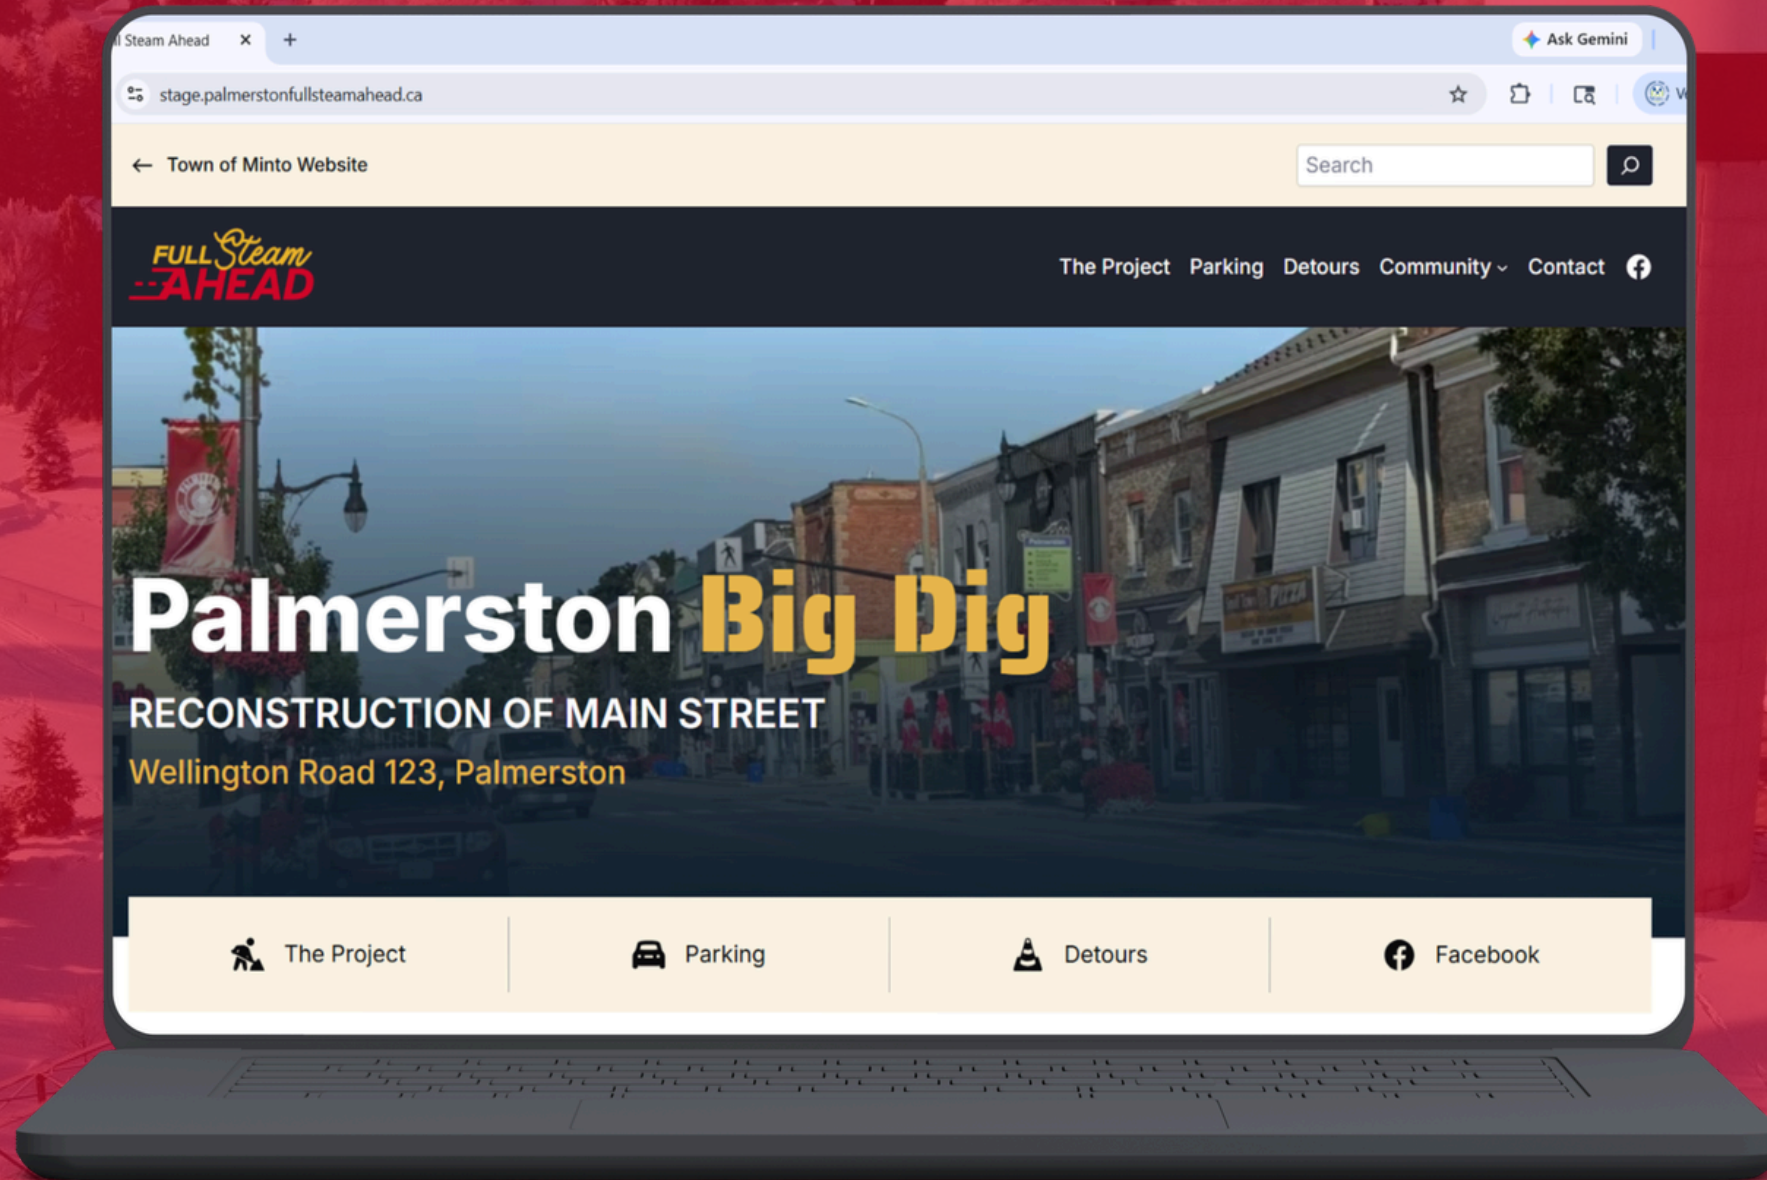 ll Steam Ahead
Ask Gemini
stage.palmerstonfullsteamahead.ca
Town of Minto Website
Search
FULL Steam
AHEAD
The Project Parking Detours Community Contact
Palmerston Big Dig
RECONSTRUCTION OF MAIN STREET
Wellington Road 123, Palmerston
The Project Parking Detours Facebook